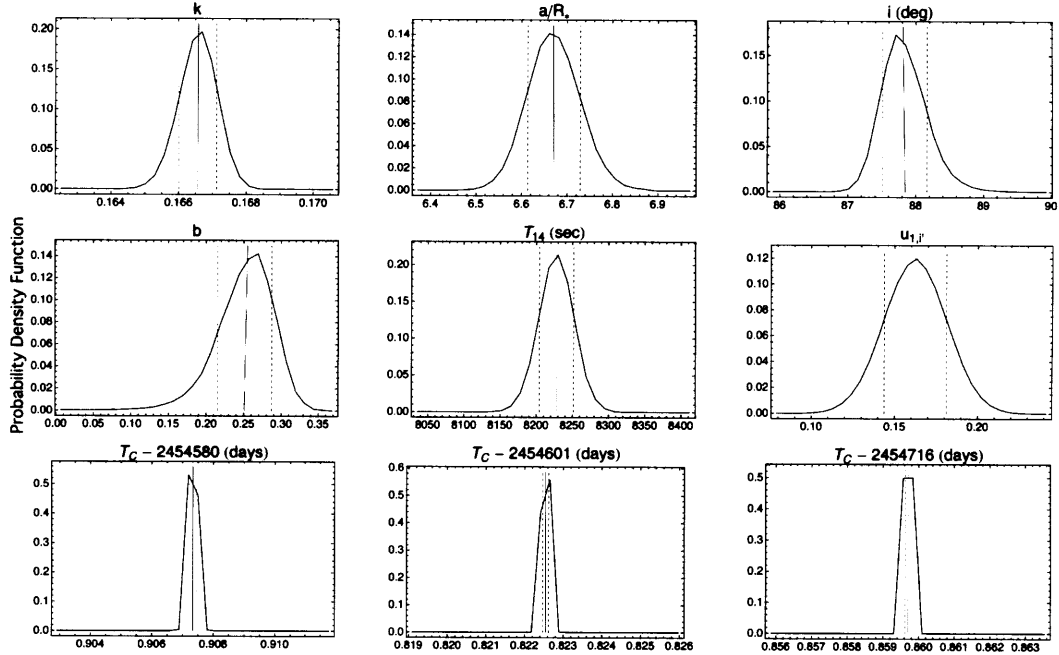 k
a/R*
i (deg)
0.20
0.15
0.10
0.05
0.00
0.164 0.166 0.168 0.170
0.14
0.12
0.10
0.08
0.06
0.04
0.02
0.00
6.4 6.5 6.6 6.7 6.8 6.9
0.15
0.10
0.05
0.00
86 87 88 89 90
Probability Density Function
b
T14 (sec)
u1,i'
0.14
0.12
0.10
0.08
0.06
0.04
0.02
0.00
0.00 0.05 0.10 0.15 0.20 0.25 0.30 0.35
0.20
0.15
0.10
0.05
0.00
8050 8100 8150 8200 8250 8300 8350 8400
0.12
0.10
0.08
0.06
0.04
0.02
0.00
0.10 0.15 0.20
TC − 2454580 (days)
TC − 2454601 (days)
TC − 2454716 (days)
0.5
0.4
0.3
0.2
0.1
0.0
0.904 0.906 0.908 0.910
0.6
0.5
0.4
0.3
0.2
0.1
0.0
0.819 0.820 0.821 0.822 0.823 0.824 0.825 0.826
0.5
0.4
0.3
0.2
0.1
0.0
0.856 0.857 0.858 0.859 0.860 0.861 0.862 0.863